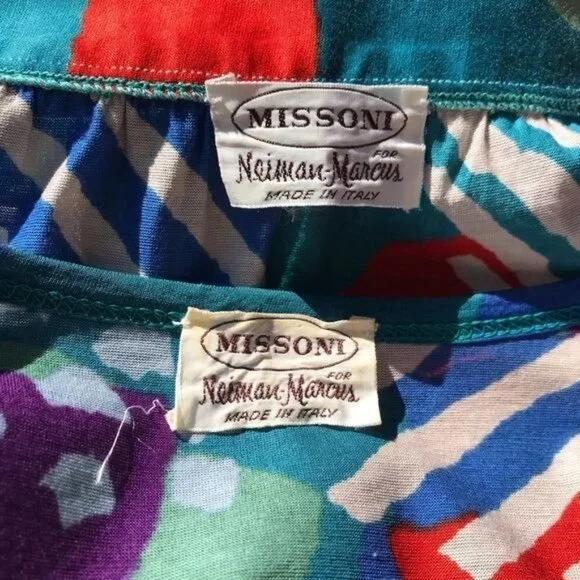 MISSONI
FOR
Neiman-Marcus
MADE IN ITALY
MISSONI
FOR
Neiman-Marcus
MADE IN ITALY